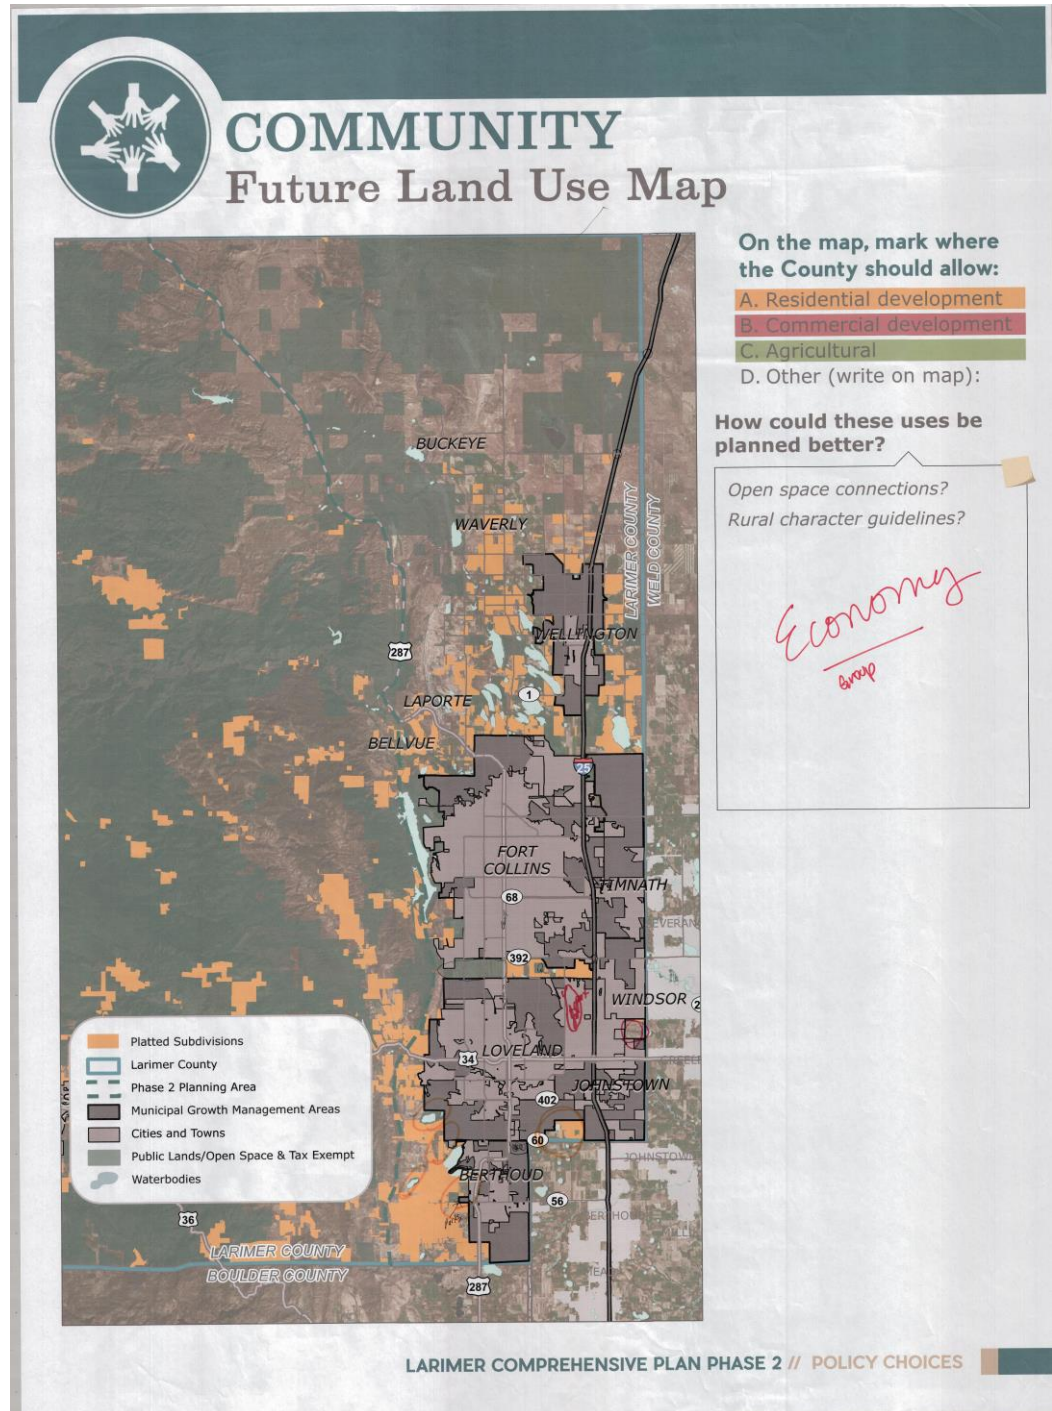 COMMUNITY
Future Land Use Map
On the map, mark where
the County should allow:
A. Residential development
B. Commercial development
C. Agricultural
D. Other (write on map):
How could these uses be
planned better?
Open space connections?
Rural character guidelines?
Economy
Group
BUCKEYE
WAVERLY
LARIMER COUNTY
WELD COUNTY
WELLINGTON
287
LAPORTE
1
BELLVUE
25
FORT
COLLINS
TIMNATH
68
392
WINDSOR
LOVELAND
34
JOHNSTOWN
402
60
JOHNSTOWN
BERTHOUD
56
36
LARIMER COUNTY
BOULDER COUNTY
287
Platted Subdivisions
Larimer County
Phase 2 Planning Area
Municipal Growth Management Areas
Cities and Towns
Public Lands/Open Space & Tax Exempt
Waterbodies
LARIMER COMPREHENSIVE PLAN PHASE 2 // POLICY CHOICES